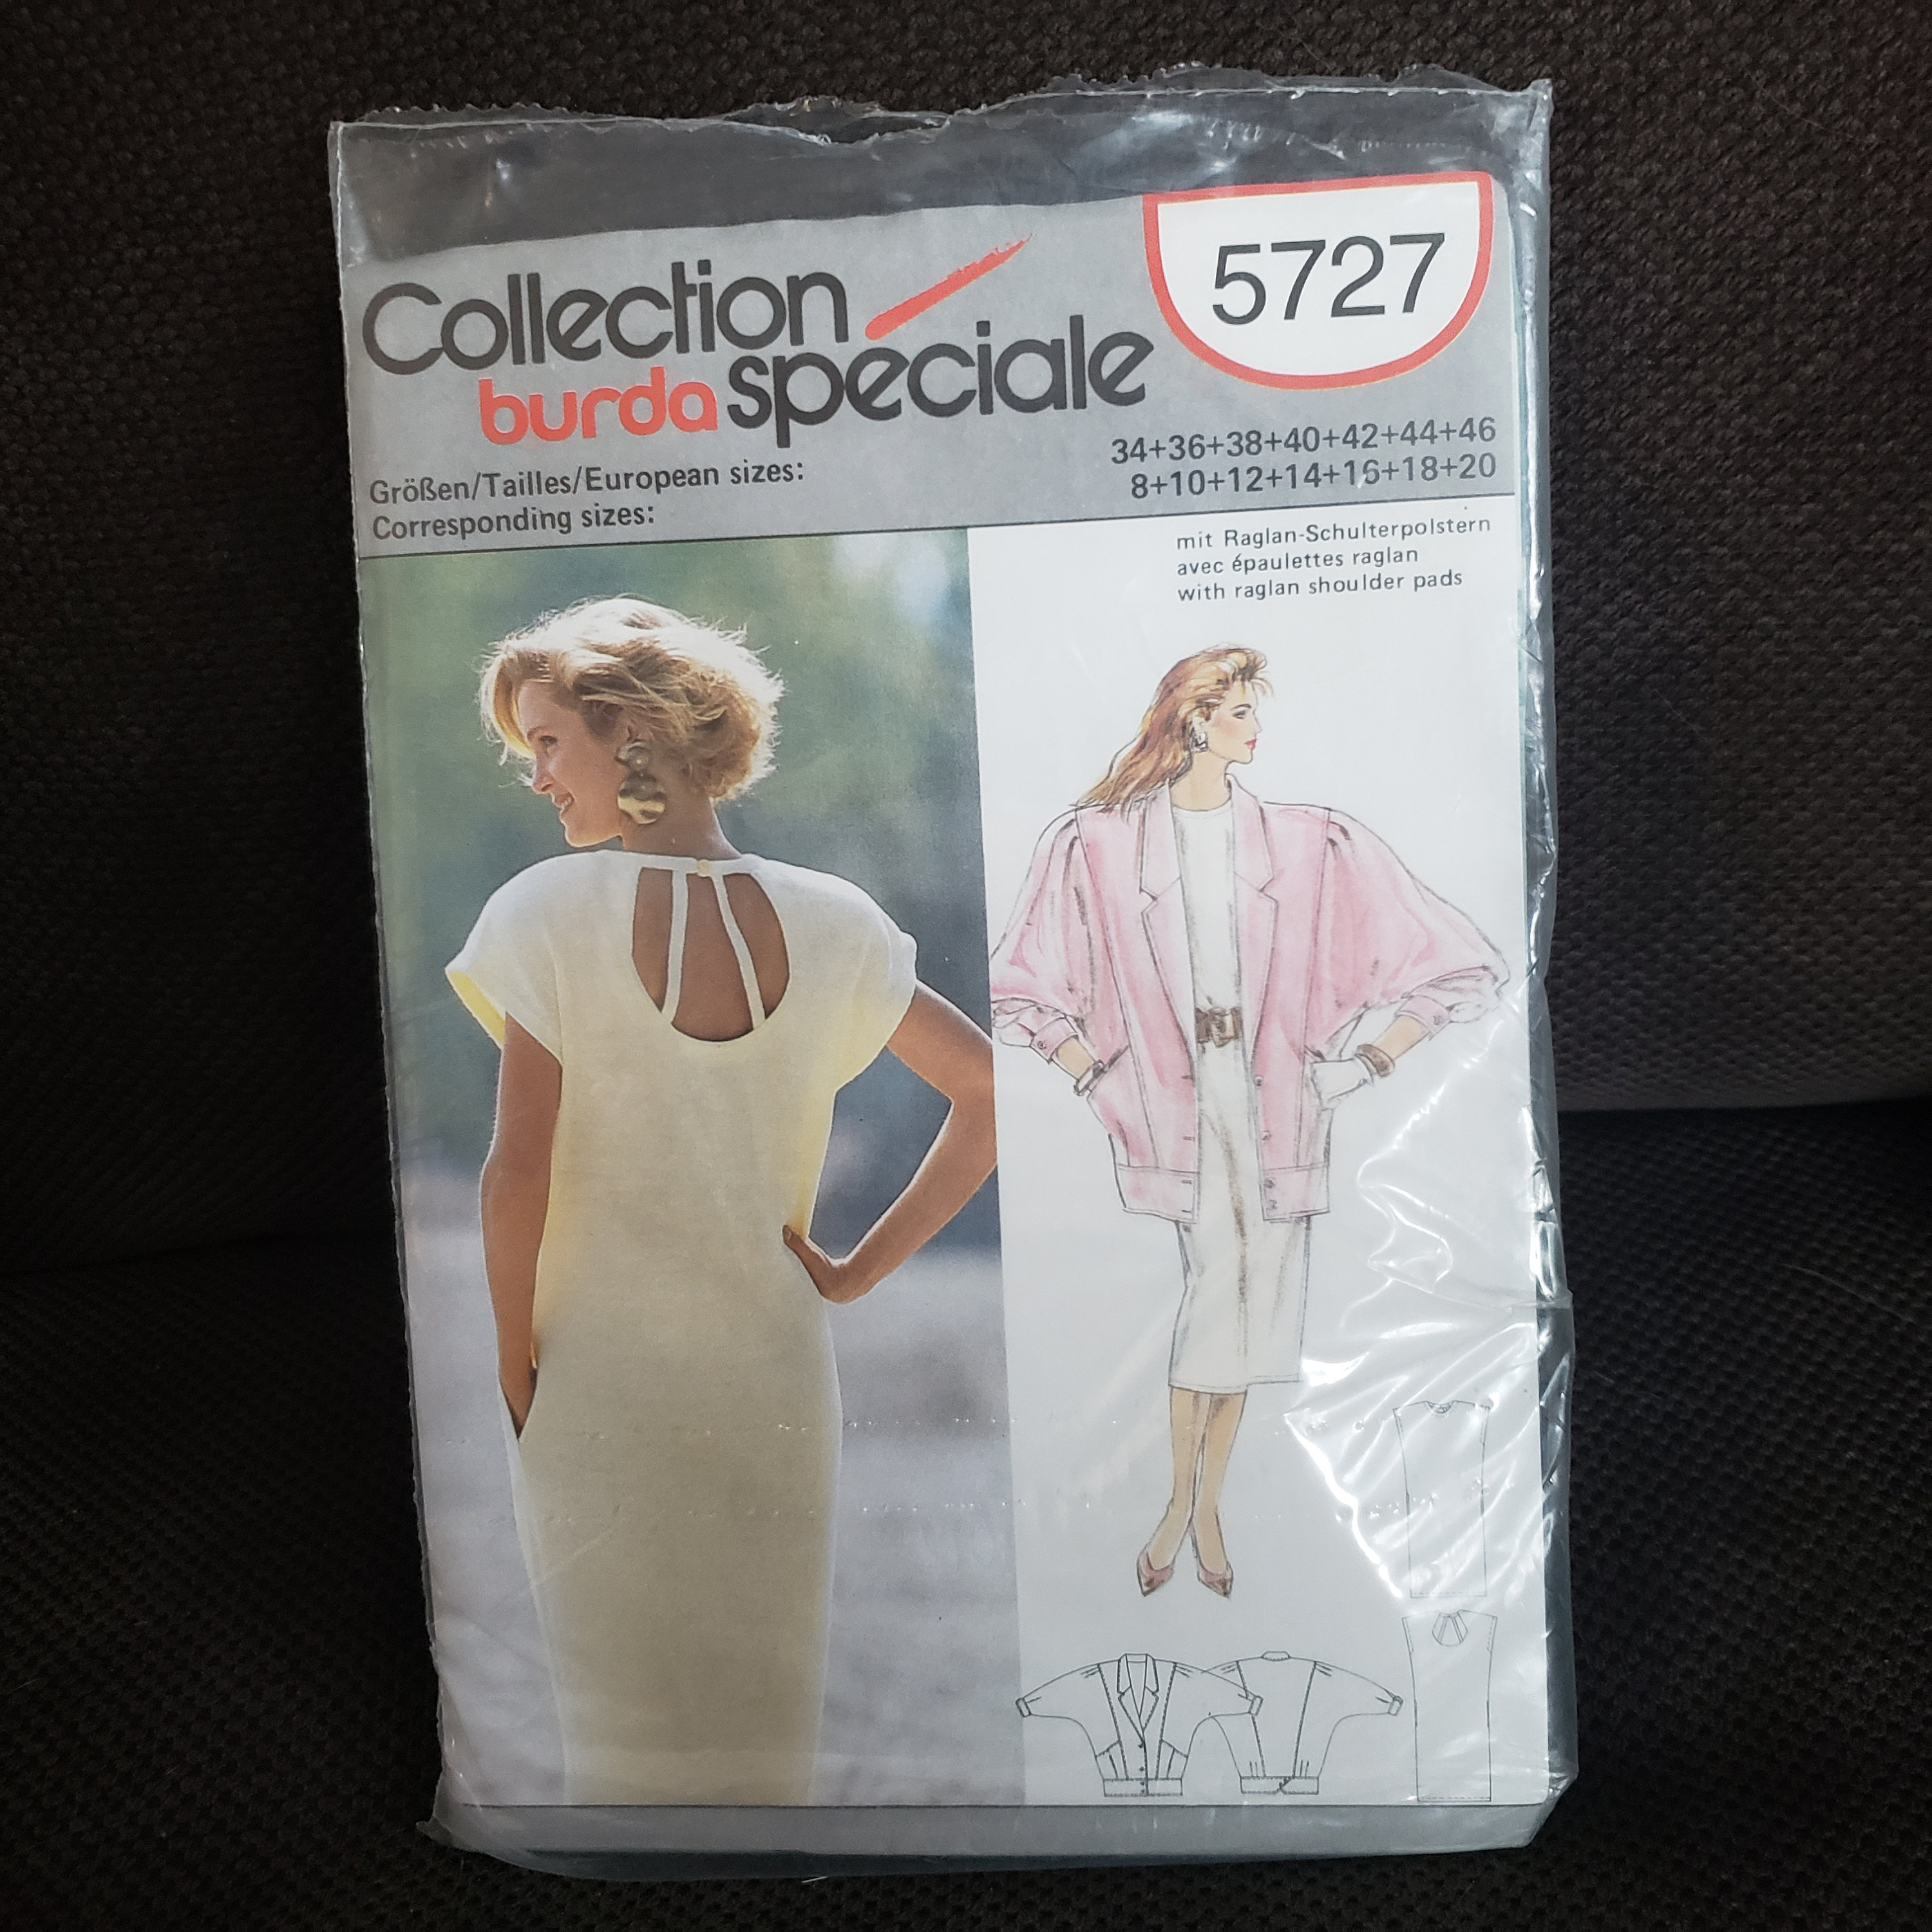 5727
Collection
burda spéciale
Größen/Tailles/European sizes: 34+36+38+40+42+44+46
Corresponding sizes: 8+10+12+14+16+18+20
mit Raglan-Schulterpolstern
avec épaulettes raglan
with raglan shoulder pads